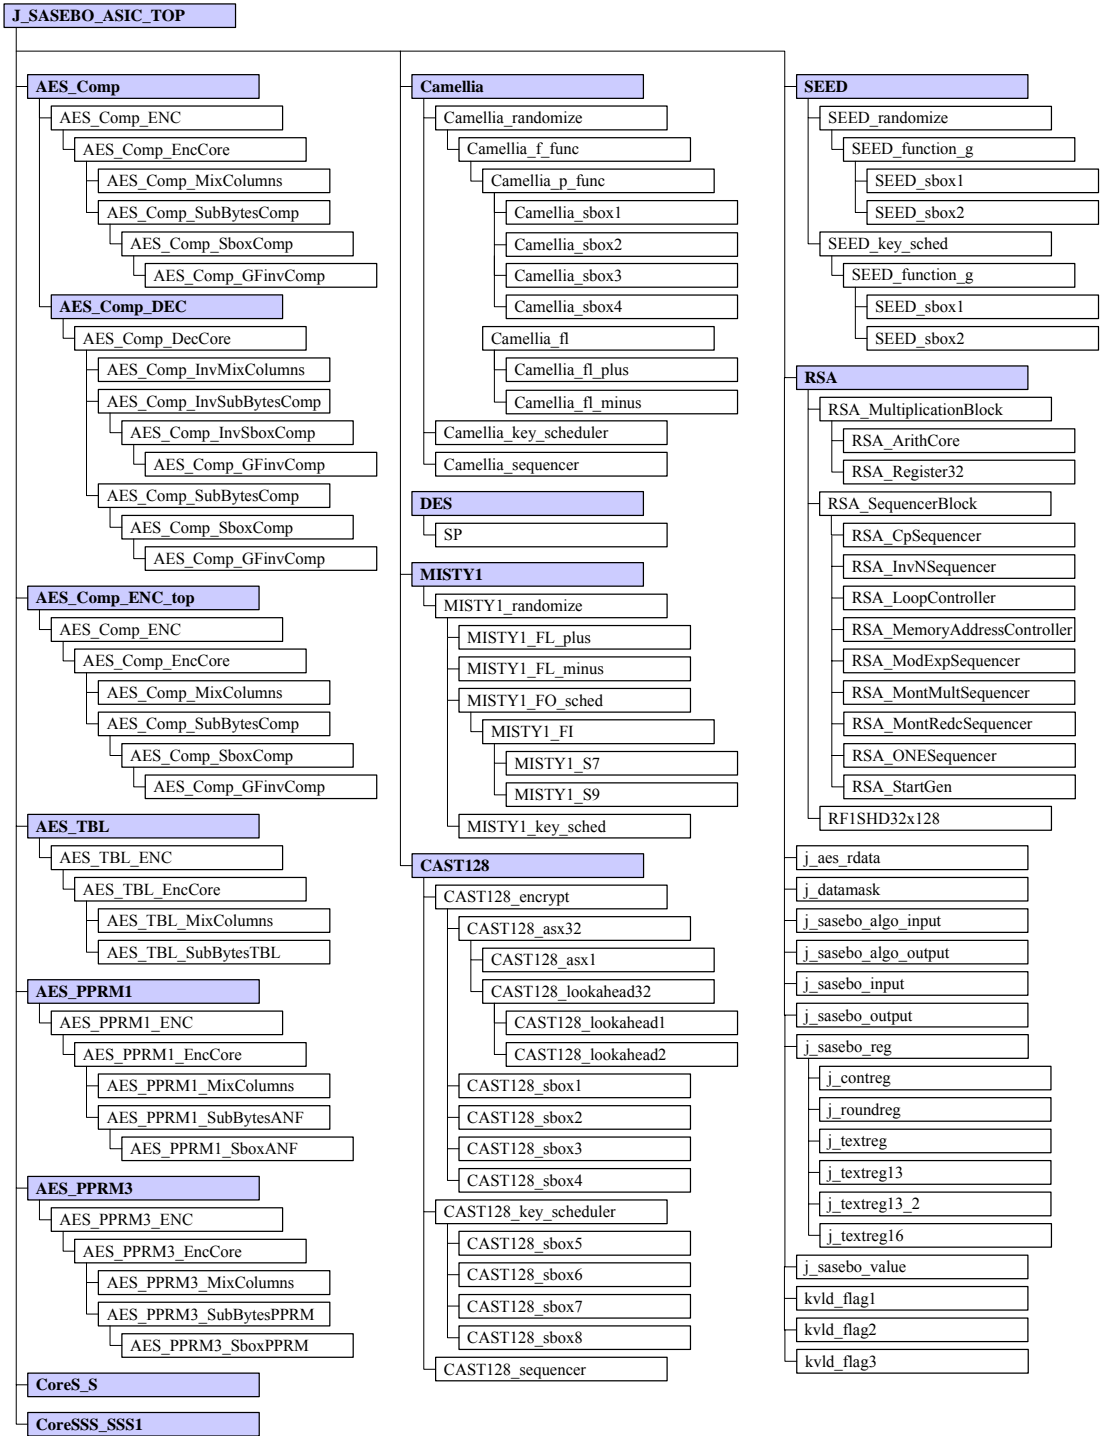 J_SASEBO_ASIC_TOP
AES_Comp
AES_Comp_ENC
AES_Comp_EncCore
AES_Comp_MixColumns
AES_Comp_SubBytesComp
AES_Comp_SboxComp
AES_Comp_GFinvComp
AES_Comp_DEC
AES_Comp_DecCore
AES_Comp_InvMixColumns
AES_Comp_InvSubBytesComp
AES_Comp_InvSboxComp
AES_Comp_GFinvComp
AES_Comp_SubBytesComp
AES_Comp_SboxComp
AES_Comp_GFinvComp
AES_Comp_ENC_top
AES_Comp_ENC
AES_Comp_EncCore
AES_Comp_MixColumns
AES_Comp_SubBytesComp
AES_Comp_SboxComp
AES_Comp_GFinvComp
AES_TBL
AES_TBL_ENC
AES_TBL_EncCore
AES_TBL_MixColumns
AES_TBL_SubBytesTBL
AES_PPRM1
AES_PPRM1_ENC
AES_PPRM1_EncCore
AES_PPRM1_MixColumns
AES_PPRM1_SubBytesANF
AES_PPRM1_SboxANF
AES_PPRM3
AES_PPRM3_ENC
AES_PPRM3_EncCore
AES_PPRM3_MixColumns
AES_PPRM3_SubBytesPPRM
AES_PPRM3_SboxPPRM
CoreS_S
CoreSSS_SSS1
Camellia
Camellia_randomize
Camellia_f_func
Camellia_p_func
Camellia_sbox1
Camellia_sbox2
Camellia_sbox3
Camellia_sbox4
Camellia_fl
Camellia_fl_plus
Camellia_fl_minus
Camellia_key_scheduler
Camellia_sequencer
DES
SP
MISTY1
MISTY1_randomize
MISTY1_FL_plus
MISTY1_FL_minus
MISTY1_FO_sched
MISTY1_FI
MISTY1_S7
MISTY1_S9
MISTY1_key_sched
CAST128
CAST128_encrypt
CAST128_asx32
CAST128_asx1
CAST128_lookahead32
CAST128_lookahead1
CAST128_lookahead2
CAST128_sbox1
CAST128_sbox2
CAST128_sbox3
CAST128_sbox4
CAST128_key_scheduler
CAST128_sbox5
CAST128_sbox6
CAST128_sbox7
CAST128_sbox8
CAST128_sequencer
SEED
SEED_randomize
SEED_function_g
SEED_sbox1
SEED_sbox2
SEED_key_sched
SEED_function_g
SEED_sbox1
SEED_sbox2
RSA
RSA_MultiplicationBlock
RSA_ArithCore
RSA_Register32
RSA_SequencerBlock
RSA_CpSequencer
RSA_InvNSequencer
RSA_LoopController
RSA_MemoryAddressController
RSA_ModExpSequencer
RSA_MontMultSequencer
RSA_MontRedcSequencer
RSA_ONESequencer
RSA_StartGen
RF1SHD32x128
j_aes_rdata
j_datamask
j_sasebo_algo_input
j_sasebo_algo_output
j_sasebo_input
j_sasebo_output
j_sasebo_reg
j_contreg
j_roundreg
j_textreg
j_textreg13
j_textreg13_2
j_textreg16
j_sasebo_value
kvld_flag1
kvld_flag2
kvld_flag3